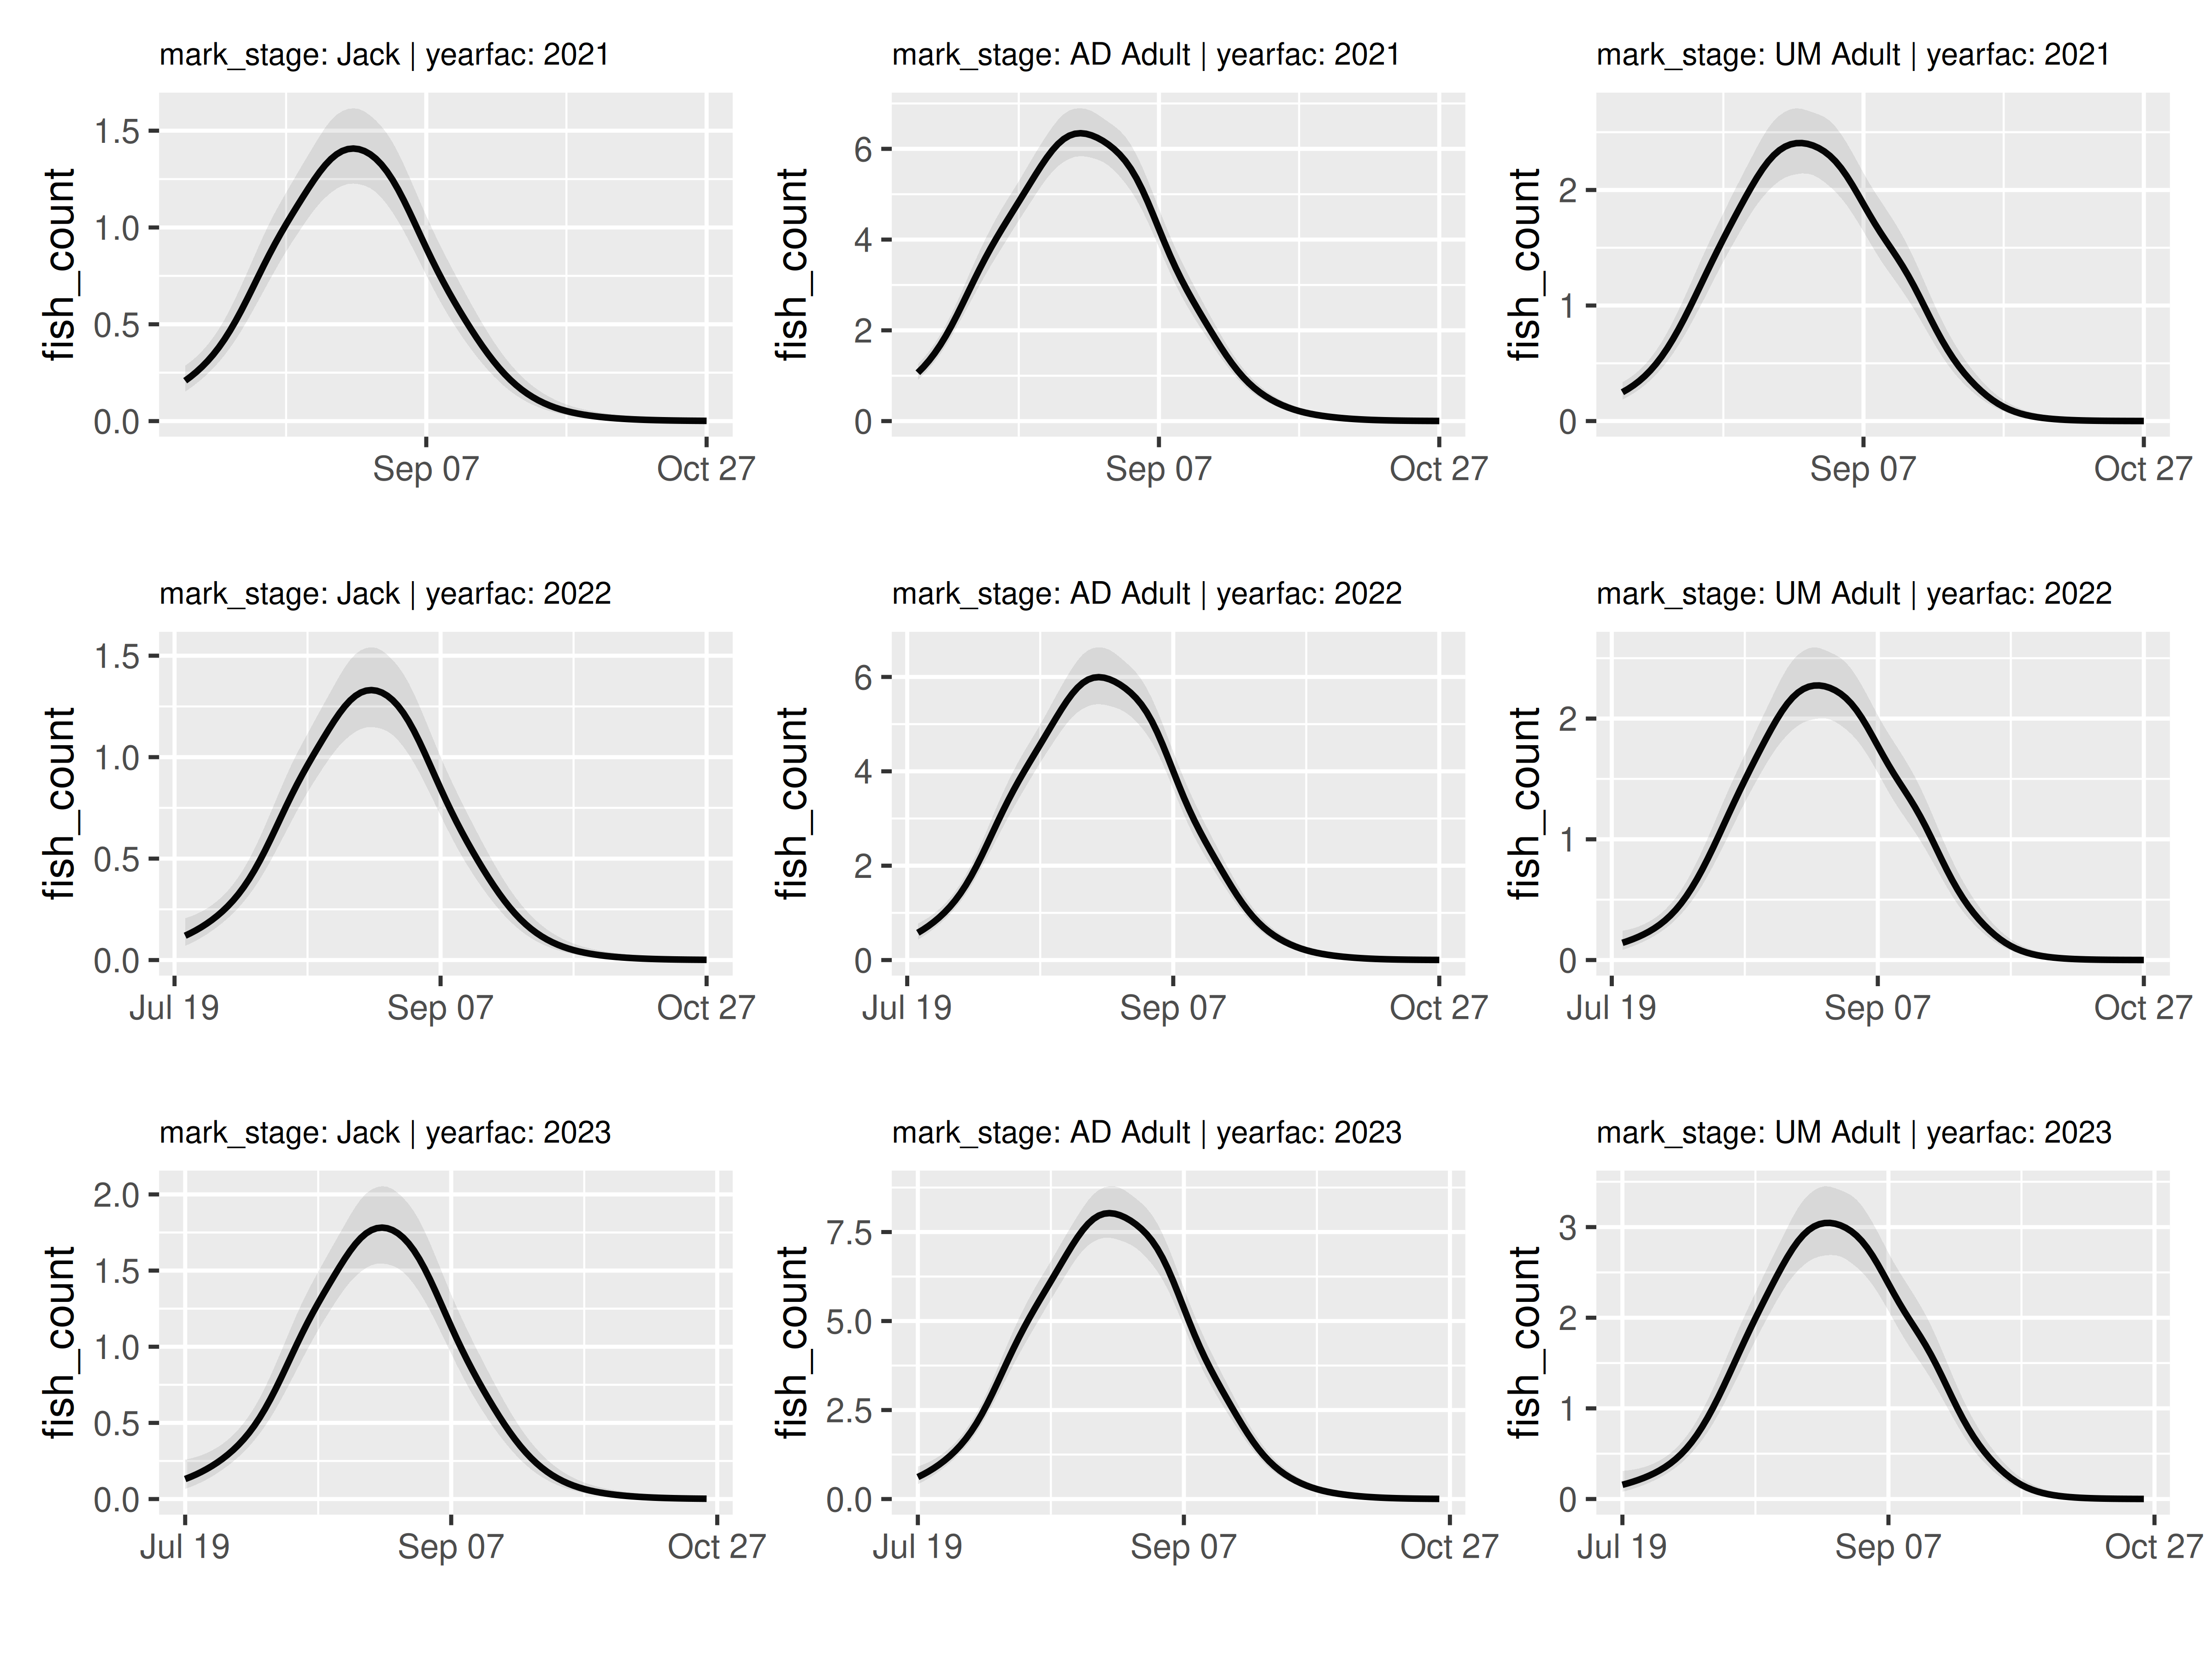 mark_stage: Jack | yearfac: 2021
fish_count
1.5
1.0
0.5
0.0
Sep 07
Oct 27
mark_stage: AD Adult | yearfac: 2021
fish_count
6
4
2
0
Sep 07
Oct 27
mark_stage: UM Adult | yearfac: 2021
fish_count
2
1
0
Sep 07
Oct 27
mark_stage: Jack | yearfac: 2022
fish_count
1.5
1.0
0.5
0.0
Jul 19
Sep 07
Oct 27
mark_stage: AD Adult | yearfac: 2022
fish_count
6
4
2
0
Jul 19
Sep 07
Oct 27
mark_stage: UM Adult | yearfac: 2022
fish_count
2
1
0
Jul 19
Sep 07
Oct 27
mark_stage: Jack | yearfac: 2023
fish_count
2.0
1.5
1.0
0.5
0.0
Jul 19
Sep 07
Oct 27
mark_stage: AD Adult | yearfac: 2023
fish_count
7.5
5.0
2.5
0.0
Jul 19
Sep 07
Oct 27
mark_stage: UM Adult | yearfac: 2023
fish_count
3
2
1
0
Jul 19
Sep 07
Oct 27